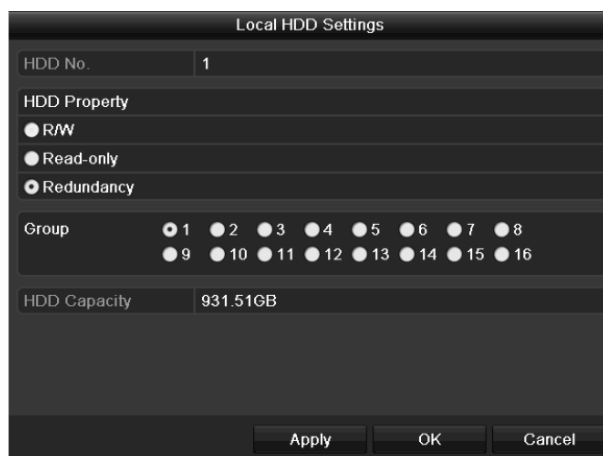 Local HDD Settings
HDD No. 1
HDD Property
R/W
Read-only
Redundancy
Group 1 2 3 4 5 6 7 8
9 10 11 12 13 14 15 16
HDD Capacity 931.51GB
Apply OK Cancel